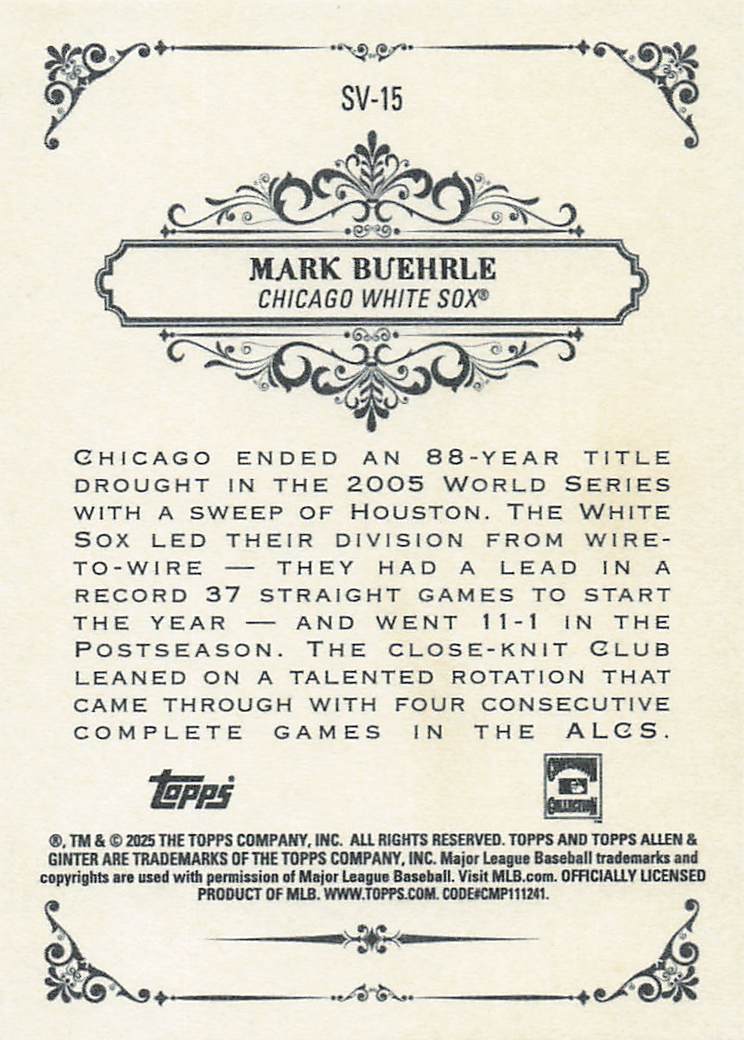 SV-15
MARK BUEHRLE
CHICAGO WHITE SOX®
CHICAGO ENDED AN 88-YEAR TITLE
DROUGHT IN THE 2005 WORLD SERIES
WITH A SWEEP OF HOUSTON. THE WHITE
SOX LED THEIR DIVISION FROM WIRE-
TO-WIRE — THEY HAD A LEAD IN A
RECORD 37 STRAIGHT GAMES TO START
THE YEAR — AND WENT 11-1 IN THE
POSTSEASON. THE CLOSE-KNIT CLUB
LEANED ON A TALENTED ROTATION THAT
CAME THROUGH WITH FOUR CONSECUTIVE
COMPLETE GAMES IN THE ALCS.
topps
COLLECTION
®, TM & © 2025 THE TOPPS COMPANY, INC. ALL RIGHTS RESERVED. TOPPS AND TOPPS ALLEN &
GINTER ARE TRADEMARKS OF THE TOPPS COMPANY, INC. Major League Baseball trademarks and
copyrights are used with permission of Major League Baseball. Visit MLB.com. OFFICIALLY LICENSED
PRODUCT OF MLB. WWW.TOPPS.COM. CODE#CMP111241.